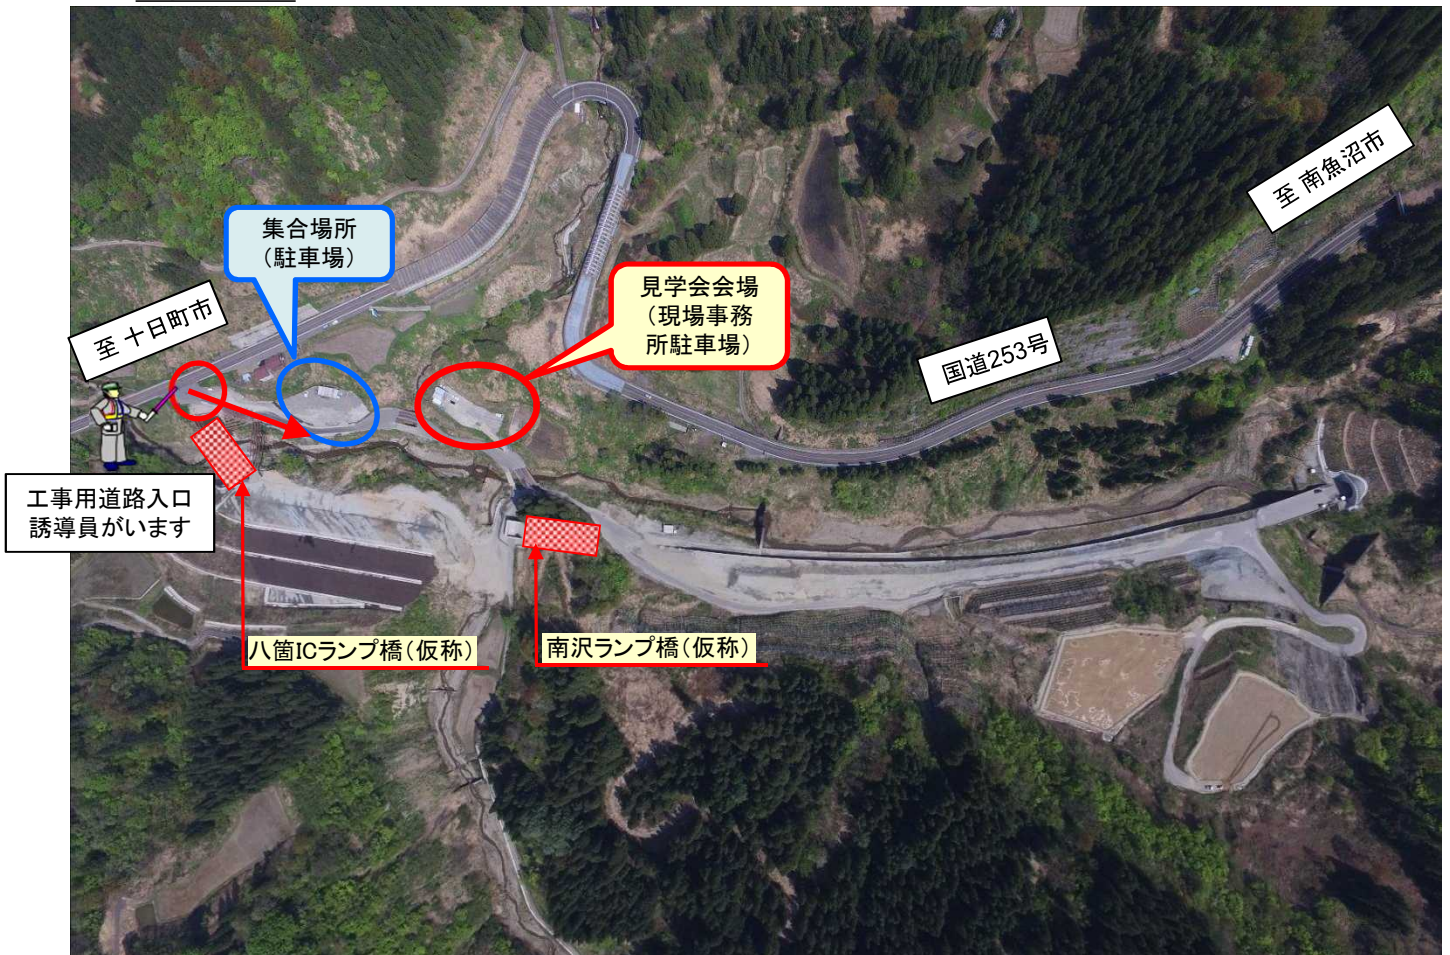 至 南魚沼市
集合場所
（駐車場）
見学会会場
（現場事務
所駐車場）
至 十日町市
国道253号
工事用道路入口
誘導員がいます
八箇ICランプ橋（仮称）
南沢ランプ橋（仮称）